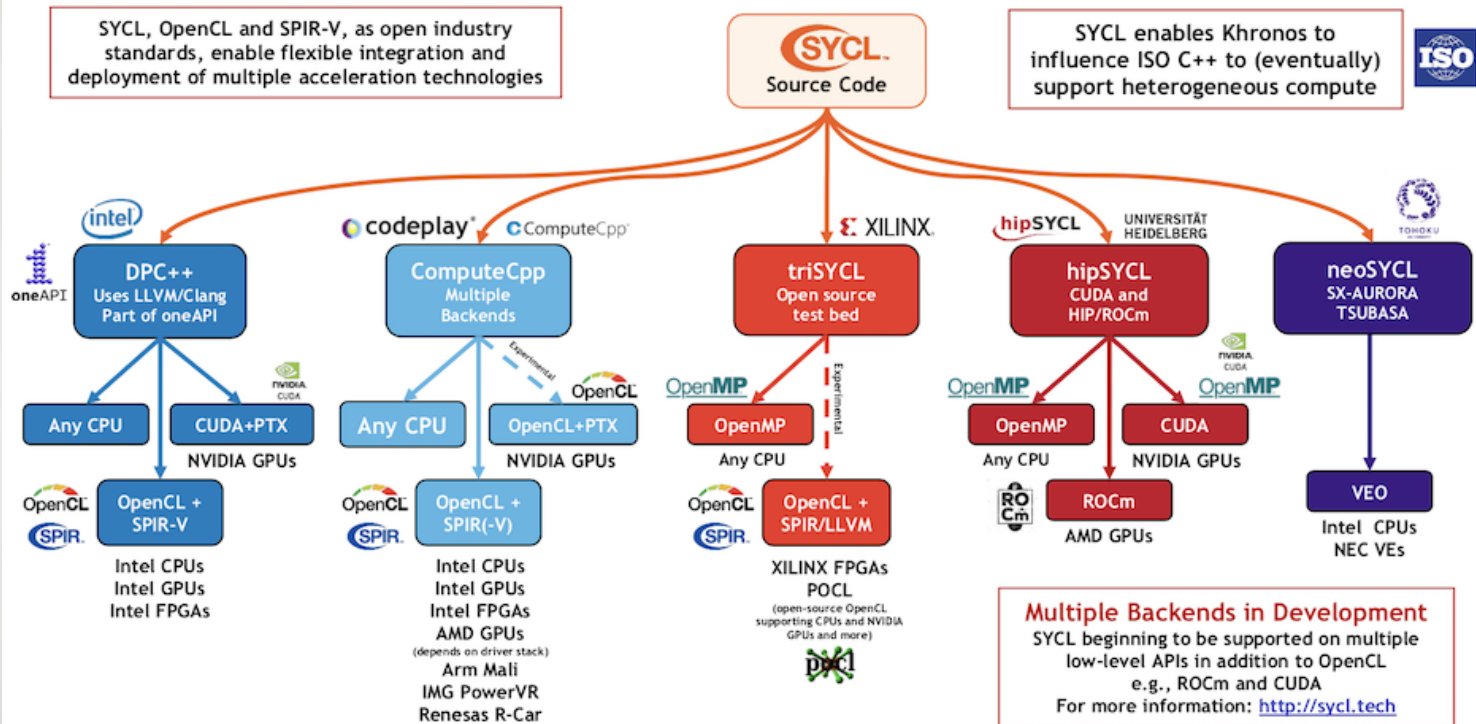 SYCL, OpenCL and SPIR-V, as open industry
standards, enable flexible integration and
deployment of multiple acceleration technologies
SYCL™
Source Code
SYCL enables Khronos to
influence ISO C++ to (eventually)
support heterogeneous compute
ISO
intel
oneAPI
DPC++
Uses LLVM/Clang
Part of oneAPI
NVIDIA
CUDA
Any CPU
CUDA+PTX
NVIDIA GPUs
OpenCL
SPIR
OpenCL +
SPIR-V
Intel CPUs
Intel GPUs
Intel FPGAs
codeplay®
ComputeCpp
ComputeCpp
Multiple
Backends
Experimental
OpenCL
Any CPU
OpenCL+PTX
NVIDIA GPUs
OpenCL
SPIR
OpenCL +
SPIR(-V)
Intel CPUs
Intel GPUs
Intel FPGAs
AMD GPUs
(depends on driver stack)
Arm Mali
IMG PowerVR
Renesas R-Car
XILINX
triSYCL
Open source
test bed
Experimental
OpenMP
OpenMP
Any CPU
OpenCL
SPIR
OpenCL +
SPIR/LLVM
XILINX FPGAs
POCL
(open-source OpenCL
supporting CPUs and NVIDIA
GPUs and more)
pocl
hipSYCL
UNIVERSITÄT
HEIDELBERG
hipSYCL
CUDA and
HIP/ROCm
NVIDIA
CUDA
OpenMP
OpenMP
OpenMP
CUDA
Any CPU
NVIDIA GPUs
ROCm
ROCm
AMD GPUs
TOHOKU
neoSYCL
SX-AURORA
TSUBASA
VEO
Intel CPUs
NEC VEs
Multiple Backends in Development
SYCL beginning to be supported on multiple
low-level APIs in addition to OpenCL
e.g., ROCm and CUDA
For more information: http://sycl.tech